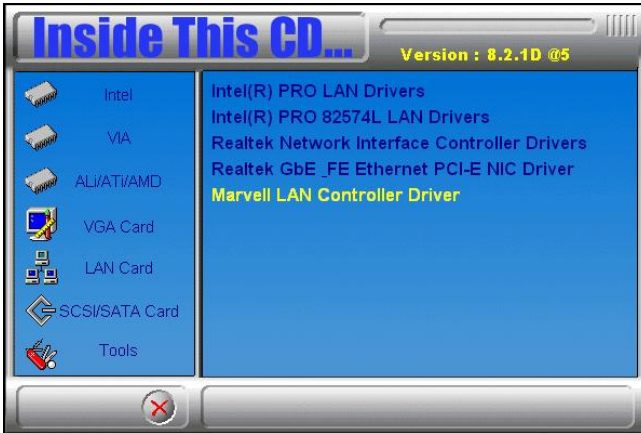 Inside This CD...
Version : 8.2.1D @5
Intel
VIA
ALi/ATi/AMD
VGA Card
LAN Card
SCSI/SATA Card
Tools
Intel(R) PRO LAN Drivers
Intel(R) PRO 82574L LAN Drivers
Realtek Network Interface Controller Drivers
Realtek GbE _FE Ethernet PCI-E NIC Driver
Marvell LAN Controller Driver